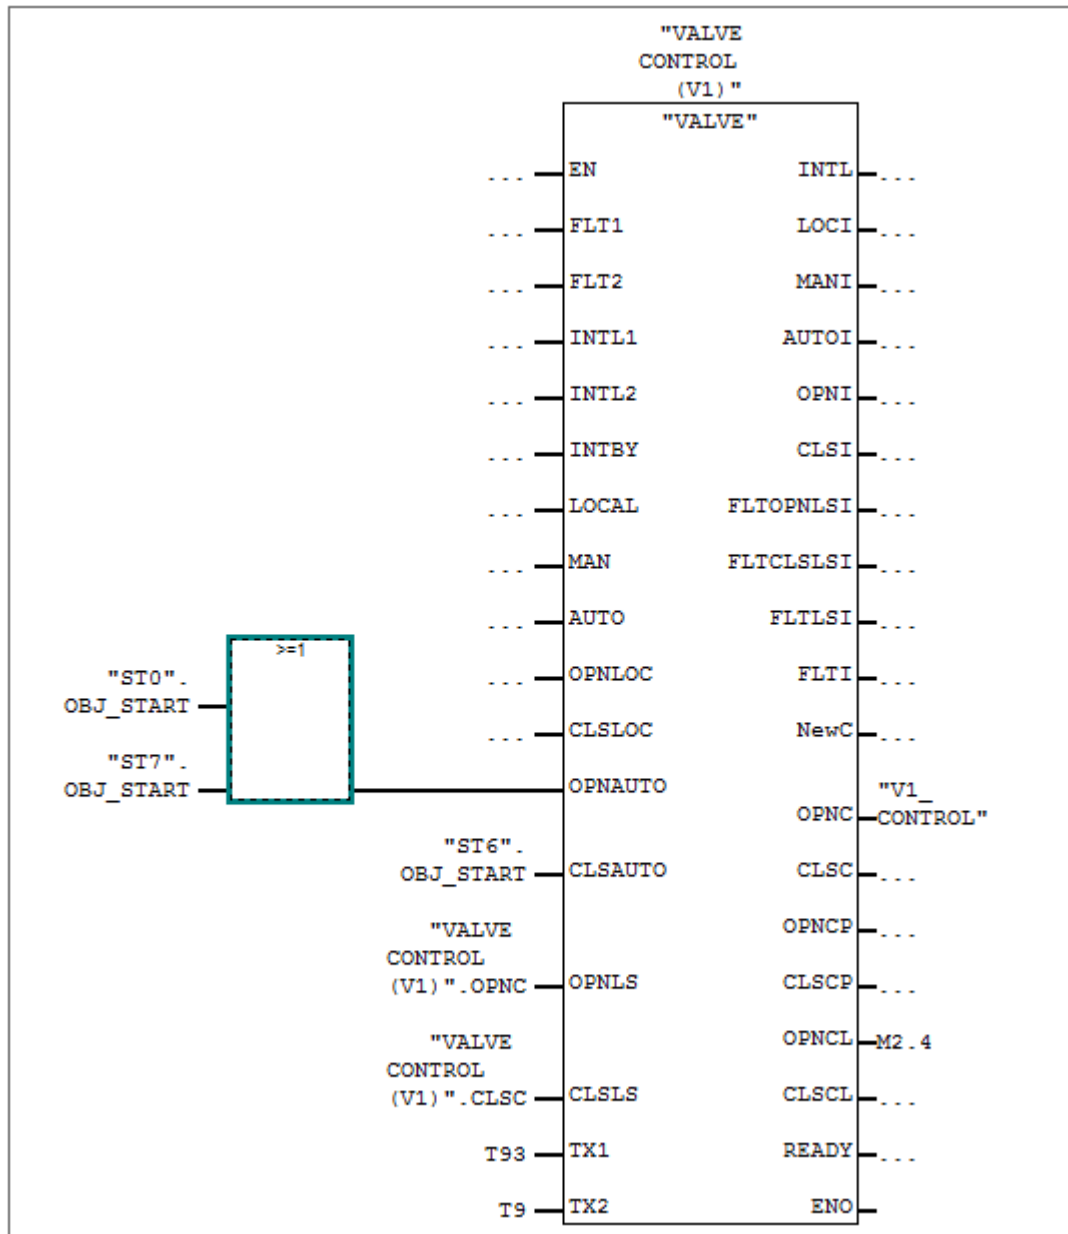 "VALVE
CONTROL
(V1)"
"VALVE"
... EN INTL ...
... FLT1 LOCI ...
... FLT2 MANI ...
... INTL1 AUTOI ...
... INTL2 OPNI ...
... INTBY CLSI ...
... LOCAL FLTOPNLSI ...
... MAN FLTCLSLSI ...
... AUTO FLTLSI ...
>=1
"ST0".
OBJ_START
... OPNLOC FLTI ...
... CLSLOC NewC ...
"ST7".
OBJ_START
OPNAUTO
"V1_
OPNC CONTROL"
"ST6".
OBJ_START CLSAUTO CLSC ...
"VALVE
CONTROL
(V1)".OPNC OPNLS
OPNCP ...
CLSCP ...
"VALVE
CONTROL
(V1)".CLSC CLSLS
OPNCL M2.4
CLSCL ...
T93 TX1 READY ...
T9 TX2 ENO